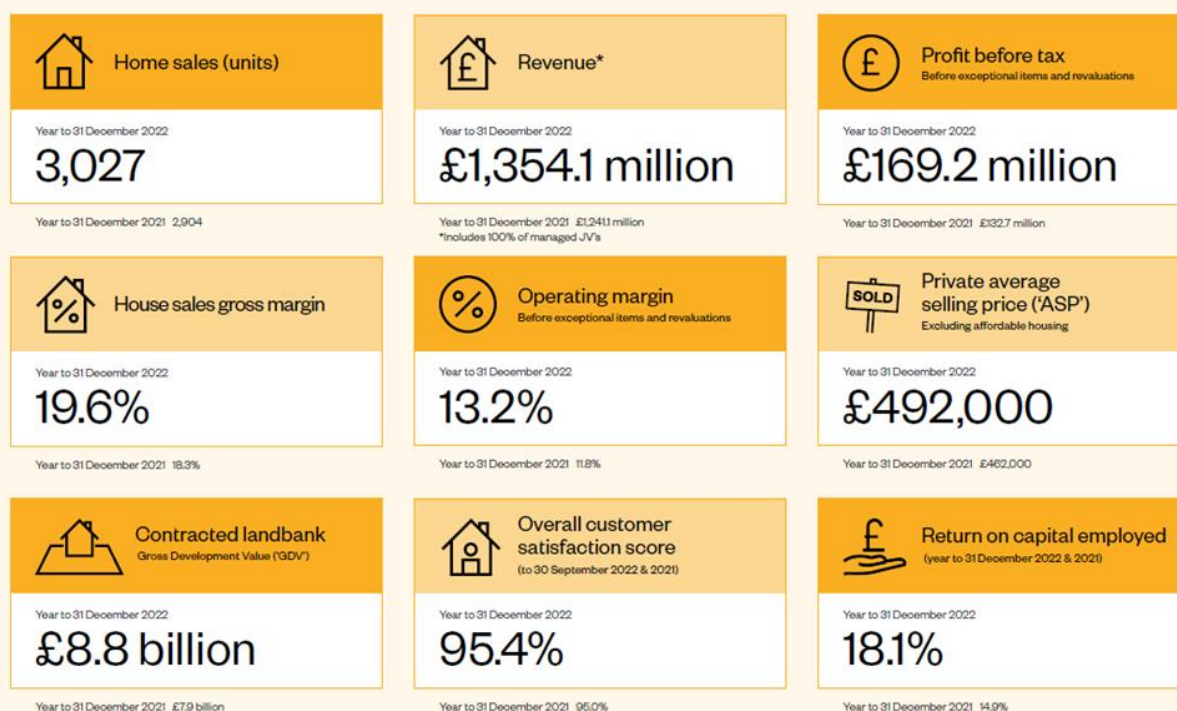 Home sales (units)
Year to 31 December 2022
3,027
Year to 31 December 2021 2,904
£
Revenue*
Year to 31 December 2022
£1,354.1 million
Year to 31 December 2021 £1,241.1 million
*Includes 100% of managed JV's
£
Profit before tax
Before exceptional items and revaluations
Year to 31 December 2022
£169.2 million
Year to 31 December 2021 £132.7 million
%
House sales gross margin
Year to 31 December 2022
19.6%
Year to 31 December 2021 18.3%
%
Operating margin
Before exceptional items and revaluations
Year to 31 December 2022
13.2%
Year to 31 December 2021 11.8%
SOLD
Private average
selling price ('ASP')
Excluding affordable housing
Year to 31 December 2022
£492,000
Year to 31 December 2021 £462,000
Contracted landbank
Gross Development Value ('GDV')
Year to 31 December 2022
£8.8 billion
Year to 31 December 2021 £7.9 billion
Overall customer
satisfaction score
(to 30 September 2022 & 2021)
Year to 31 December 2022
95.4%
Year to 31 December 2021 95.0%
£
Return on capital employed
(year to 31 December 2022 & 2021)
Year to 31 December 2022
18.1%
Year to 31 December 2021 14.9%